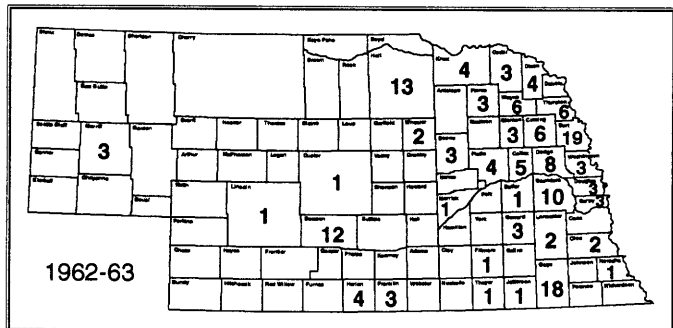 Sioux Dawes Sheridan Cherry Keya Paha Boyd
Brown Rock Holt Knox Cedar Dixon
Box Butte 13 4 3 4 Dakota
Antelope Pierce Wayne Thurston
3 6 6
Scotts Bluff Morrill Garden Grant Hooker Thomas Blaine Loup Garfield Wheeler Madison Stanton Cuming Burt
3 2 3 6 19
Banner Arthur McPherson Logan Custer Valley Greeley Boone Platte Colfax Dodge Washington
1 3 4 5 8 3
Kimball Cheyenne Keith Lincoln Sherman Howard Nance Butler Saunders Douglas
1 1 10 3
Deuel Merrick Polk Sarpy
1 3
Perkins Dawson Buffalo Hall Hamilton York Seward Lancaster Cass
12 3 2
Otoe
2
Chase Hayes Frontier Gosper Phelps Kearney Adams Clay Fillmore Saline Gage Johnson Nemaha
1962-63 1 18 1
Dundy Hitchcock Red Willow Furnas Harlan Franklin Webster Nuckolls Thayer Jefferson Pawnee Richardson
4 3 1 1